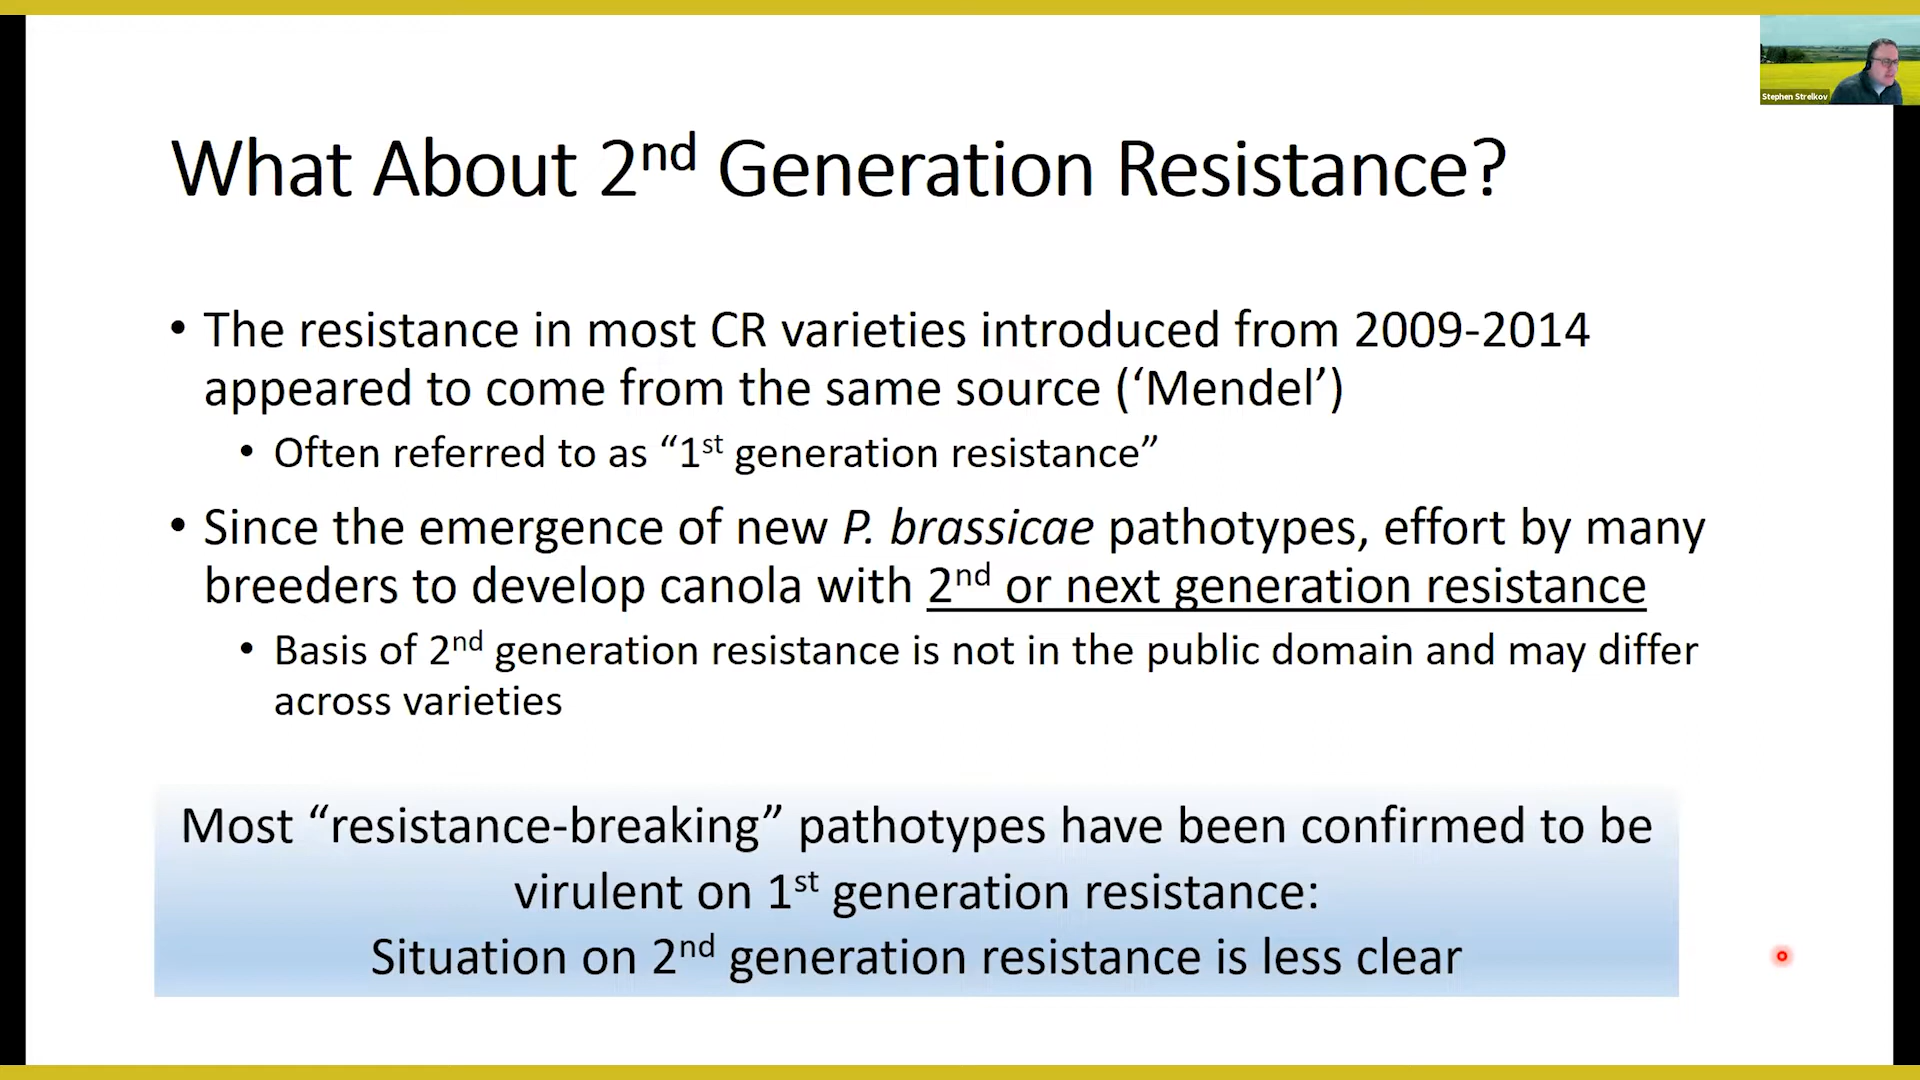 Stephen Strelkov
What About 2nd Generation Resistance?
• The resistance in most CR varieties introduced from 2009-2014
appeared to come from the same source (‘Mendel’)
• Often referred to as “1st generation resistance”
• Since the emergence of new P. brassicae pathotypes, effort by many
breeders to develop canola with 2nd or next generation resistance
• Basis of 2nd generation resistance is not in the public domain and may differ
across varieties
Most “resistance-breaking” pathotypes have been confirmed to be
virulent on 1st generation resistance:
Situation on 2nd generation resistance is less clear